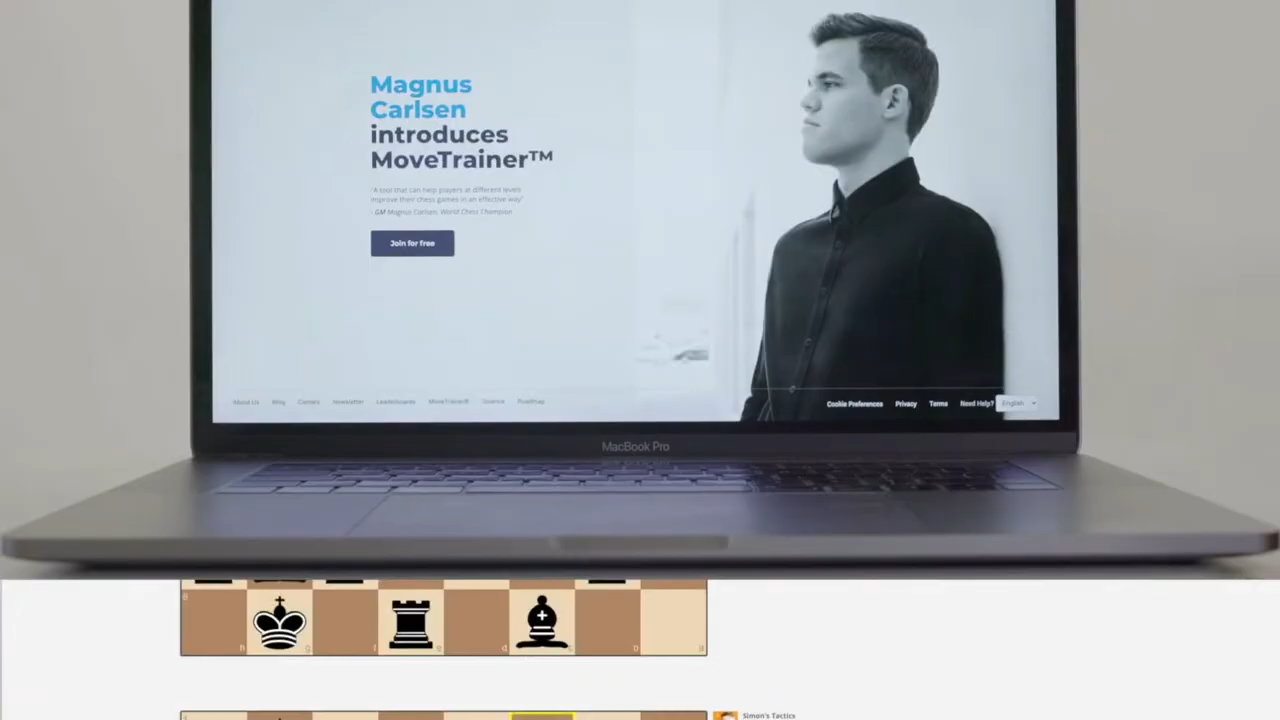 Magnus
Carlsen
introduces
MoveTrainer™
"A tool that can help players at different levels
improve their chess games in an effective way"
- GM Magnus Carlsen, World Chess Champion
Join for free
About Us Blog Careers Newsletter Leaderboards MoveTrainer® Science Roadmap
Cookie Preferences Privacy Terms Need Help? English
MacBook Pro
8
h g f e d c b a
Simon's Tactics